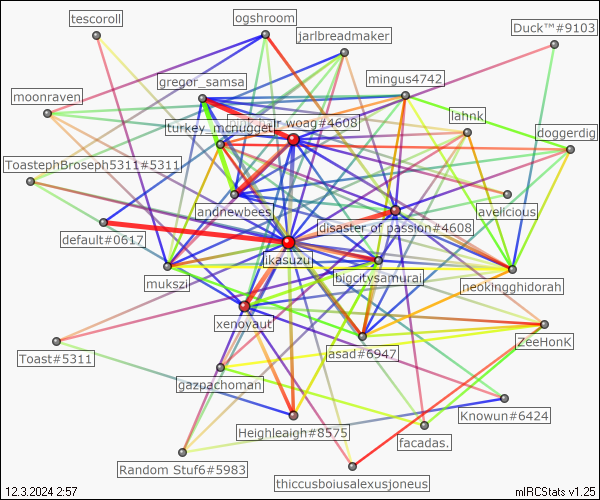 tescoroll
ogshroom
jarlbreadmaker
Duck™#9103
gregor_samsa
mingus4742
moonraven
woag#4608
lahnk
turkey_mcnugget
doggerdig
ToastephBroseph5311#5311
andnewbees
avelicious
default#0617
disaster of passion#4608
ikasuzu
mukszi
bigcitysamurai
neokingghidorah
xenoyaut
asad#6947
ZeeHonK
Toast#5311
gazpachoman
Knowun#6424
Heighleaigh#8575
facadas.
Random Stuf6#5983
thiccusboiusalexusjoneus
12.3.2024 2:57
mIRCStats v1.25